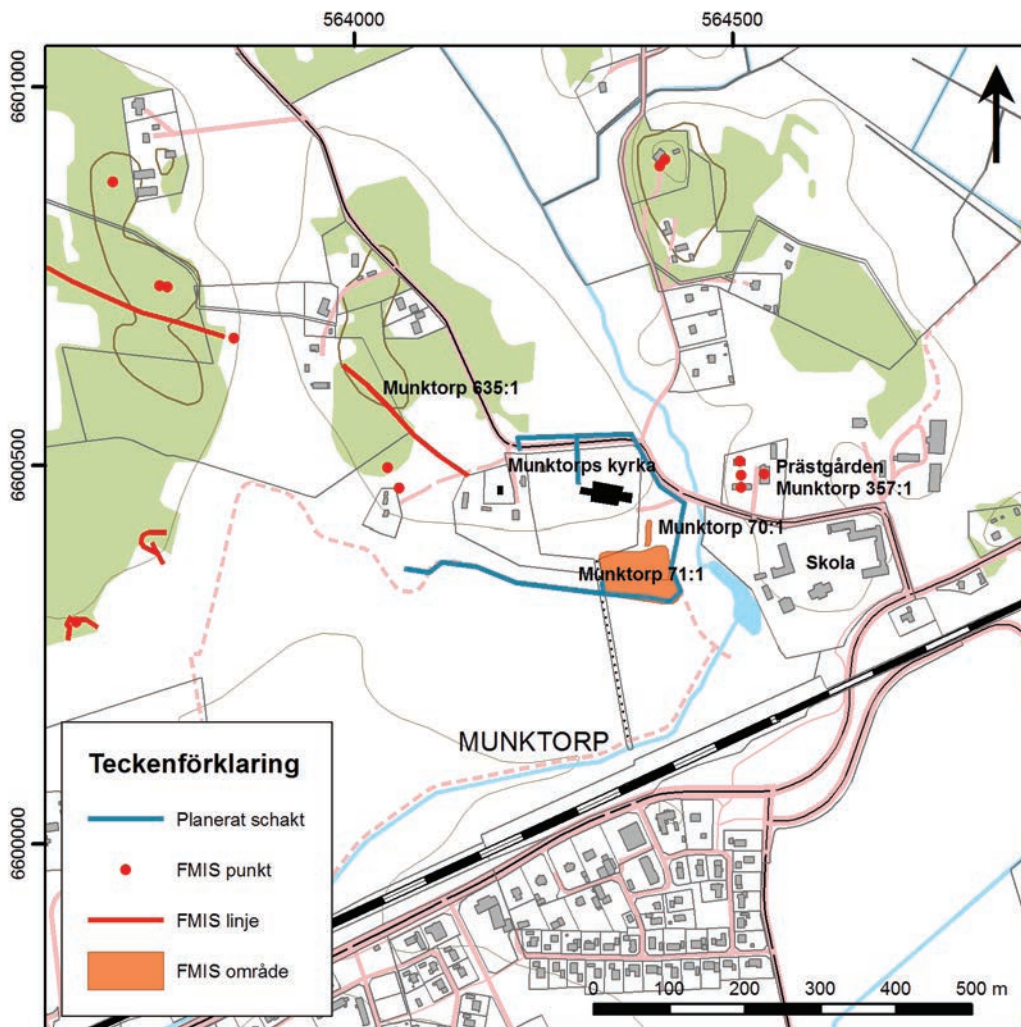 564000
564500
6601000
6600500
6600000
Munktorp 635:1
Munktorps kyrka
Prästgården
Munktorp 357:1
Munktorp 70:1
Skola
Munktorp 71:1
MUNKTORP
Teckenförklaring
Planerat schakt
FMIS punkt
FMIS linje
FMIS område
0 100 200 300 400 500 m